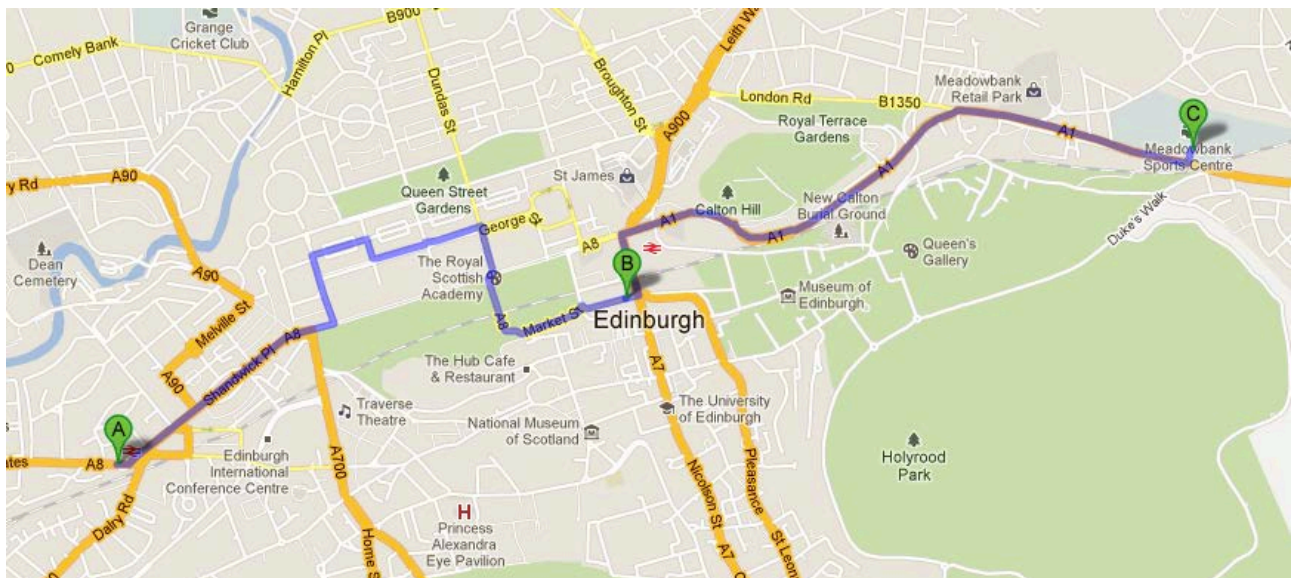 Grange
Cricket Club
B900
Leith Walk
Comely Bank
Hamilton Pl
Dundas St
Broughton St
Meadowbank
Retail Park
London Rd
B1350
A900
Royal Terrace
Gardens
C
A1
Meadowbank
Sports Centre
A90
St James
Queen Street
Gardens
George St
Calton Hill
A1
New Calton
Burial Ground
A1
A1
Duke's Walk
A8
Dean
Cemetery
A90
The Royal
Scottish
Academy
B
Queen's
Gallery
Museum of
Edinburgh
Melville St
A8
A8
Market St
Edinburgh
Shandwick Pl
A90
The Hub Cafe
& Restaurant
A7
Traverse
Theatre
The University
of Edinburgh
A
National Museum
of Scotland
Holyrood
Park
A8
Edinburgh
International
Conference Centre
A700
Nicolson St
Pleasance
Dalry Rd
H
Princess
Alexandra
Eye Pavilion
Home S
A7
St Leon